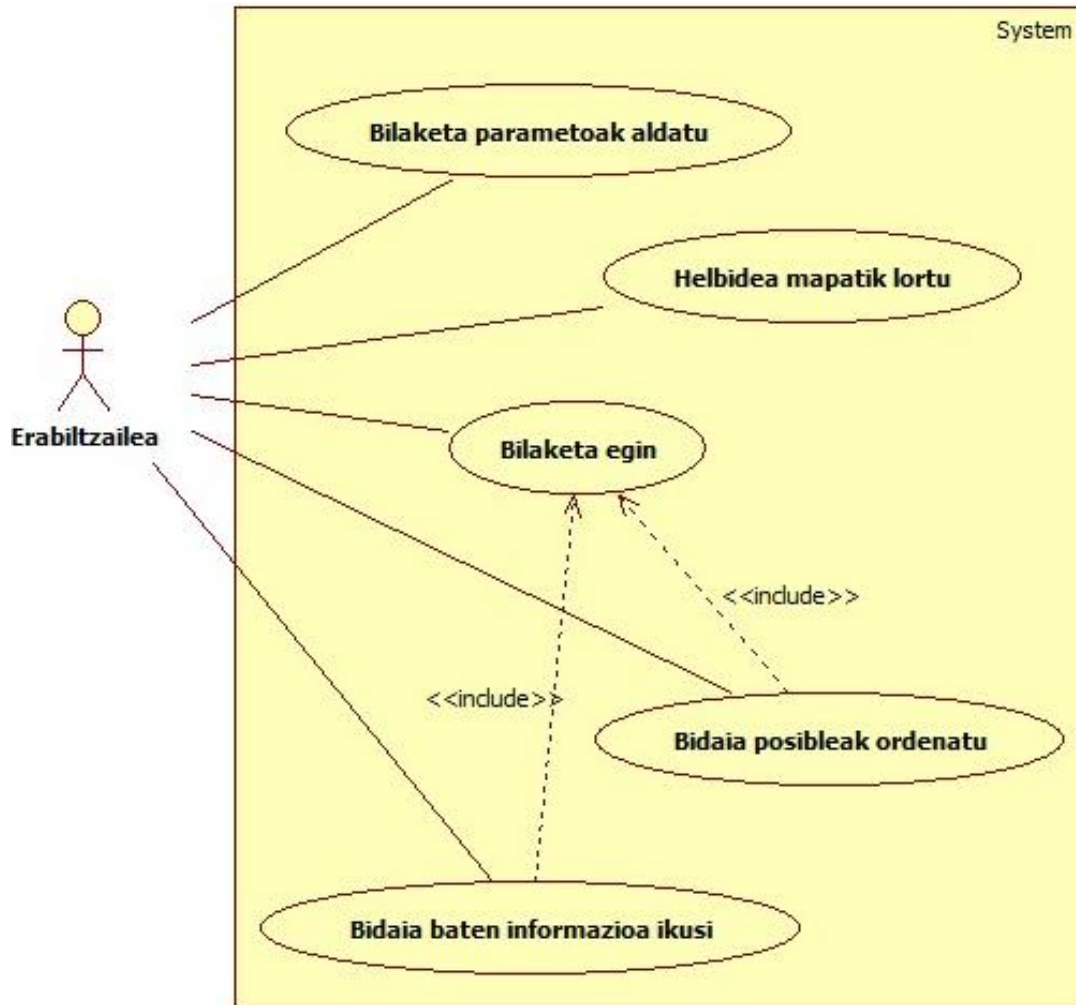 System
Bilaketa parametoak aldatu
Helbidea mapatik lortu
Erabiltzailea
Bilaketa egin
<<include>>
<<include>>
Bidaia posibleak ordenatu
Bidaia baten informazioa ikusi